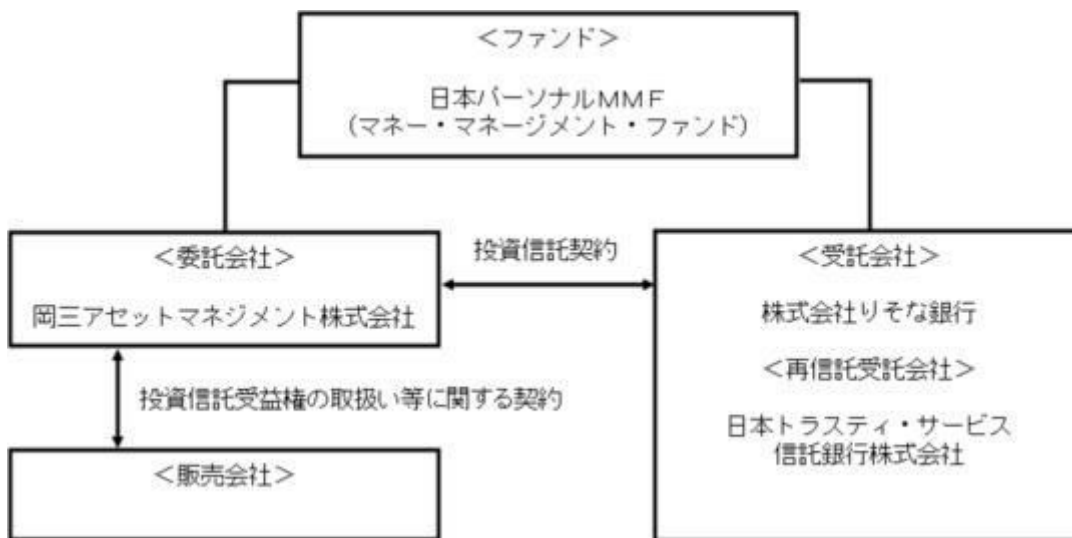 ＜ファンド＞
日本パーソナルＭＭＦ
（マネー・マネージメント・ファンド）
＜委託会社＞
岡三アセットマネジメント株式会社
投資信託契約
＜受託会社＞
株式会社りそな銀行
＜再信託受託会社＞
日本トラスティ・サービス
信託銀行株式会社
投資信託受益権の取扱い等に関する契約
＜販売会社＞